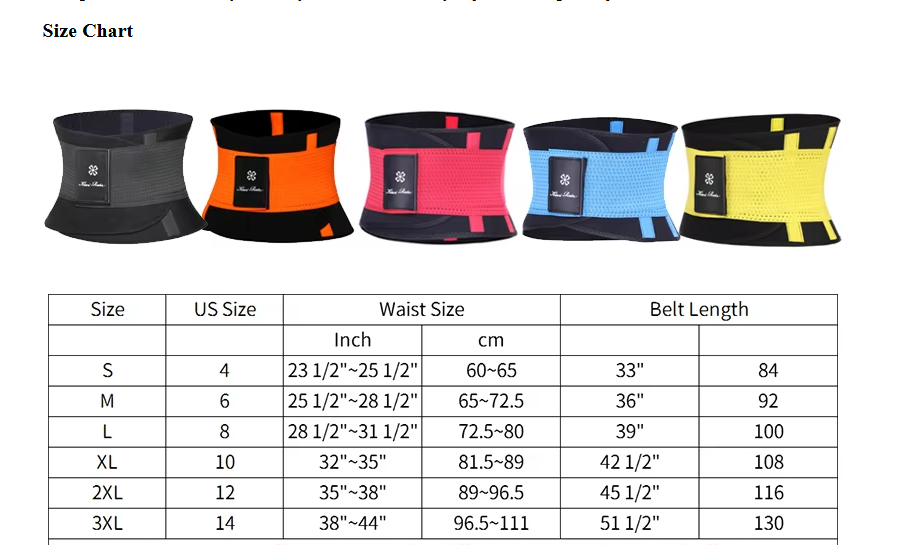 Size Chart
Size US Size Waist Size Belt Length
Inch cm
S 4 23 1/2"~25 1/2" 60~65 33" 84
M 6 25 1/2"~28 1/2" 65~72.5 36" 92
L 8 28 1/2"~31 1/2" 72.5~80 39" 100
XL 10 32"~35" 81.5~89 42 1/2" 108
2XL 12 35"~38" 89~96.5 45 1/2" 116
3XL 14 38"~44" 96.5~111 51 1/2" 130